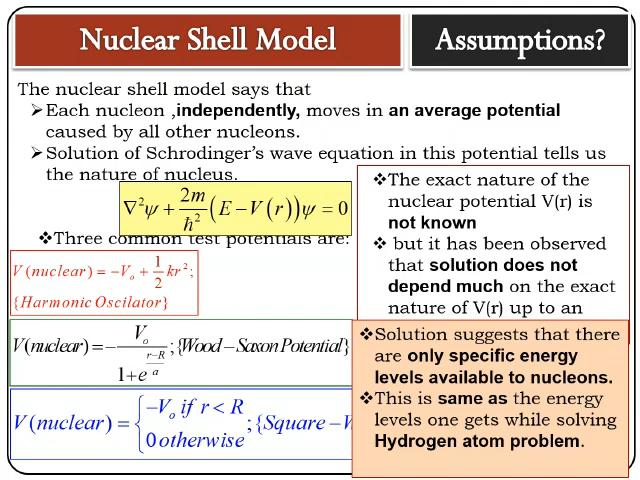 Nuclear Shell Model
Assumptions?
The nuclear shell model says that
➢Each nucleon ,independently, moves in an average potential
caused by all other nucleons.
➢Solution of Schrodinger's wave equation in this potential tells us
the nature of nucleus.
∇²ψ + 2m/ħ² (E − V(r))ψ = 0
❖Three common test potentials are:
V(nuclear) = −Vₒ + 1/2 kr²;
{Harmonic Oscilator}
V(nuclear) = − Vₒ / (1+e^((r−R)/a)) ;{Wood−Saxon Potential}
V(nuclear) = { −Vₒ if r < R
0 otherwise ;{Square−
❖The exact nature of the
nuclear potential V(r) is
not known
❖ but it has been observed
that solution does not
depend much on the exact
nature of V(r) up to an
❖Solution suggests that there
are only specific energy
levels available to nucleons.
❖This is same as the energy
levels one gets while solving
Hydrogen atom problem.